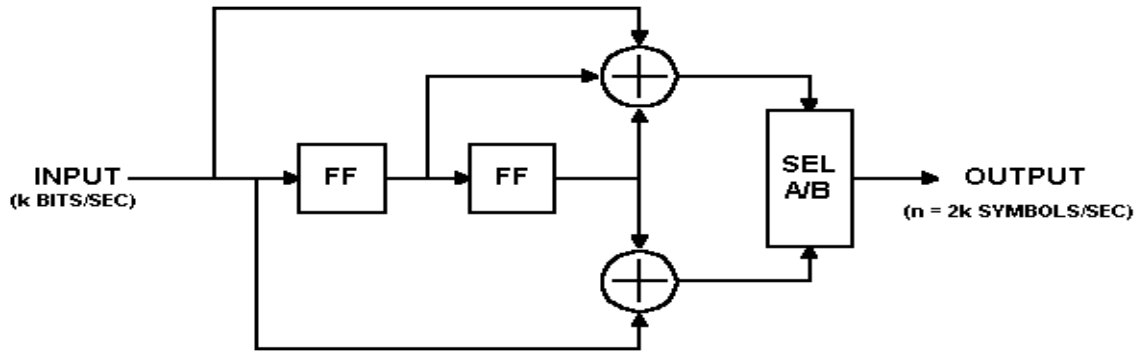 INPUT
(k BITS/SEC)
FF
FF
SEL
A/B
OUTPUT
(n = 2k SYMBOLS/SEC)